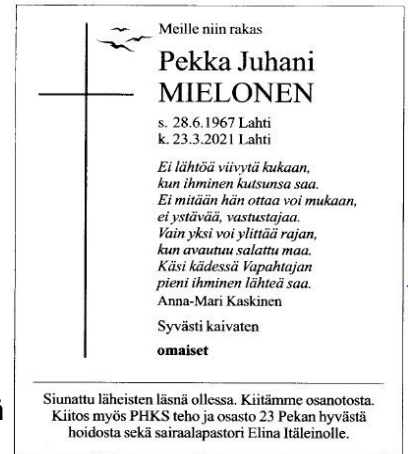 Meille niin rakas
Pekka Juhani
MIELONEN
s. 28.6.1967 Lahti
k. 23.3.2021 Lahti
Ei lähtöä viivytä kukaan,
kun ihminen kutsunsa saa.
Ei mitään hän ottaa voi mukaan,
ei ystävää, vastustajaa.
Vain yksi voi ylittää rajan,
kun avautuu salattu maa.
Käsi kädessä Vapahtajan
pieni ihminen lähteä saa.
Anna-Mari Kaskinen
Syvästi kaivaten
omaiset
Siunattu läheisten läsnä ollessa. Kiitämme osanotosta.
Kiitos myös PHKS teho ja osasto 23 Pekan hyvästä
hoidosta sekä sairaalapastori Elina Itäleinolle.